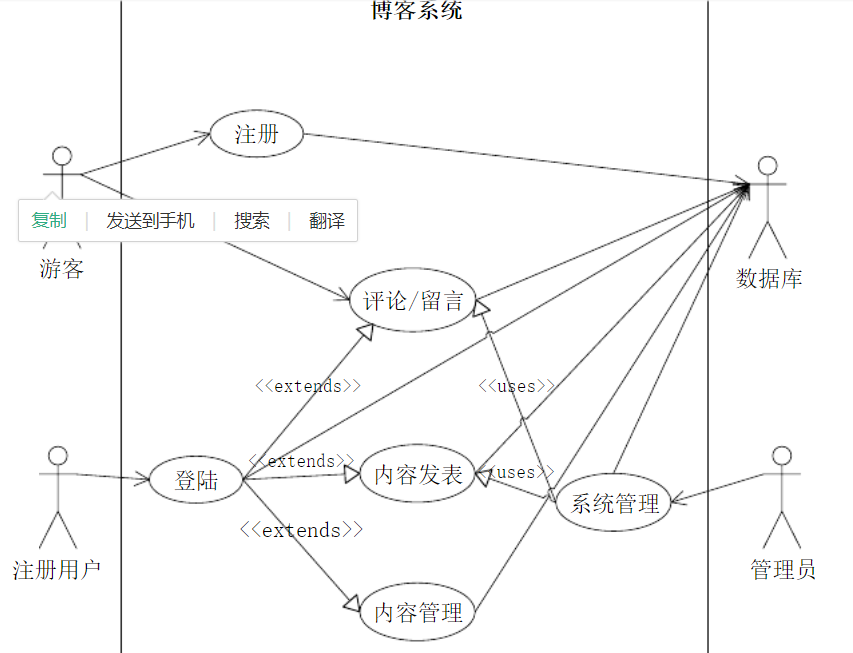 博客系统
注册
复制 发送到手机 搜索 翻译
游客
数据库
评论/留言
<<extends>>
<<uses>>
<<extends>>
内容发表
<<uses>>
登陆
系统管理
<<extends>>
注册用户
管理员
内容管理